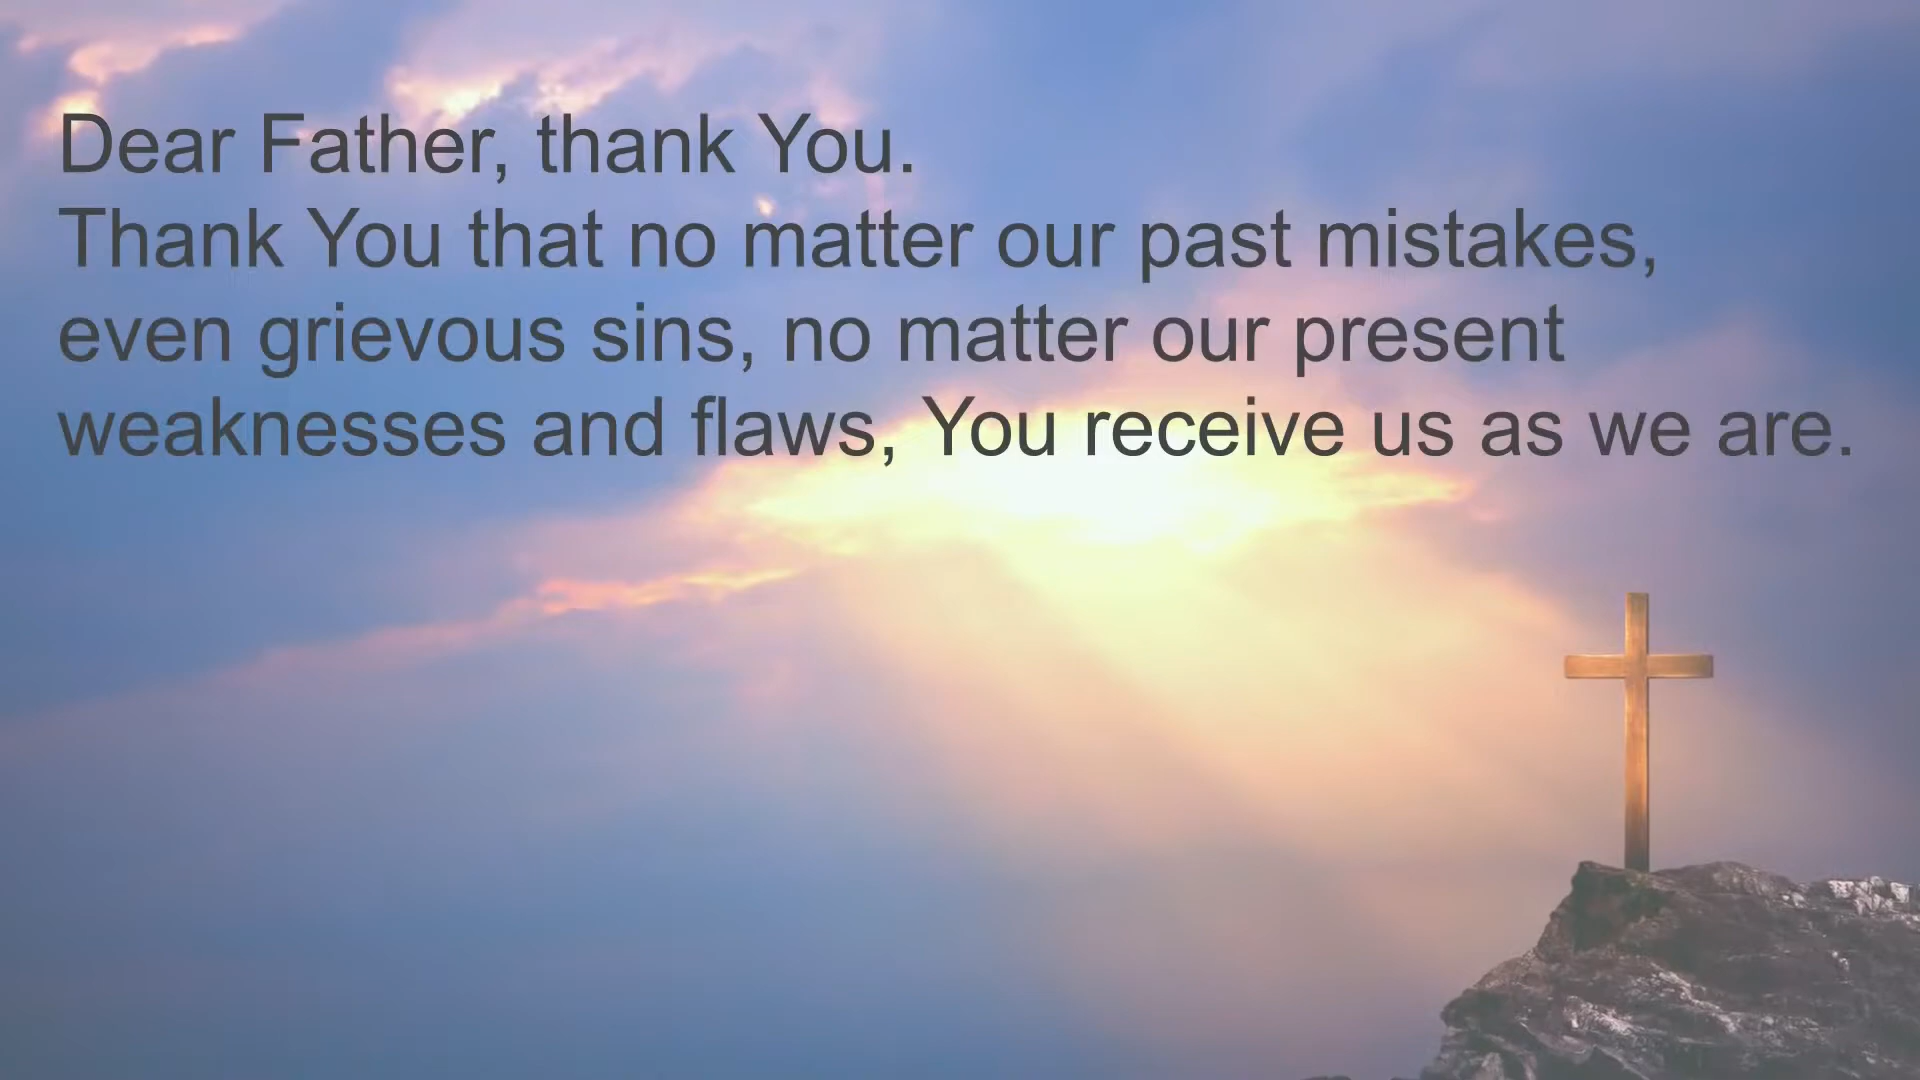 Dear Father, thank You.
Thank You that no matter our past mistakes,
even grievous sins, no matter our present
weaknesses and flaws, You receive us as we are.